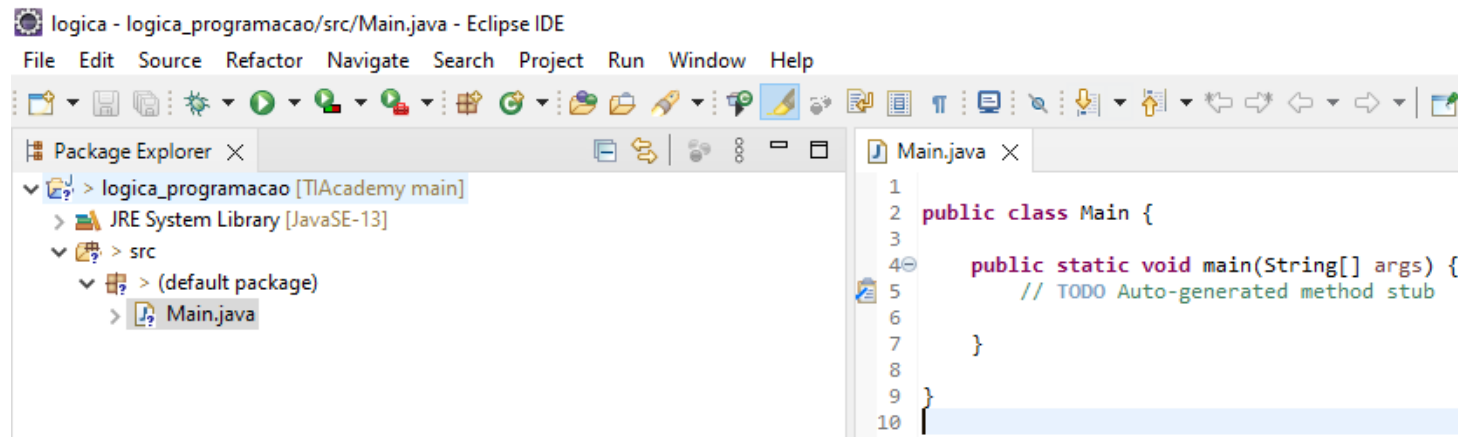 logica - logica_programacao/src/Main.java - Eclipse IDE
File Edit Source Refactor Navigate Search Project Run Window Help
Package Explorer
> logica_programacao [TIAcademy main]
JRE System Library [JavaSE-13]
> src
> (default package)
Main.java
Main.java
1
2 public class Main {
3
4 public static void main(String[] args) {
5 // TODO Auto-generated method stub
6
7 }
8
9 }
10